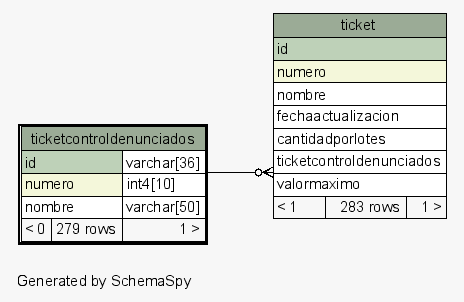 ticket
id
numero
nombre
fechaactualizacion
cantidadporlotes
ticketcontroldenunciados
valormaximo
< 1 283 rows 1 >
ticketcontroldenunciados
id varchar[36]
numero int4[10]
nombre varchar[50]
< 0 279 rows 1 >
Generated by SchemaSpy